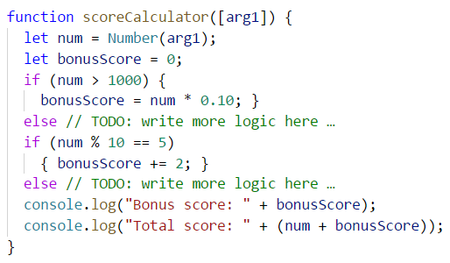 function scoreCalculator([arg1]) {
let num = Number(arg1);
let bonusScore = 0;
if (num > 1000) {
bonusScore = num * 0.10; }
else // TODO: write more logic here …
if (num % 10 == 5)
{ bonusScore += 2; }
else // TODO: write more logic here …
console.log("Bonus score: " + bonusScore);
console.log("Total score: " + (num + bonusScore));
}